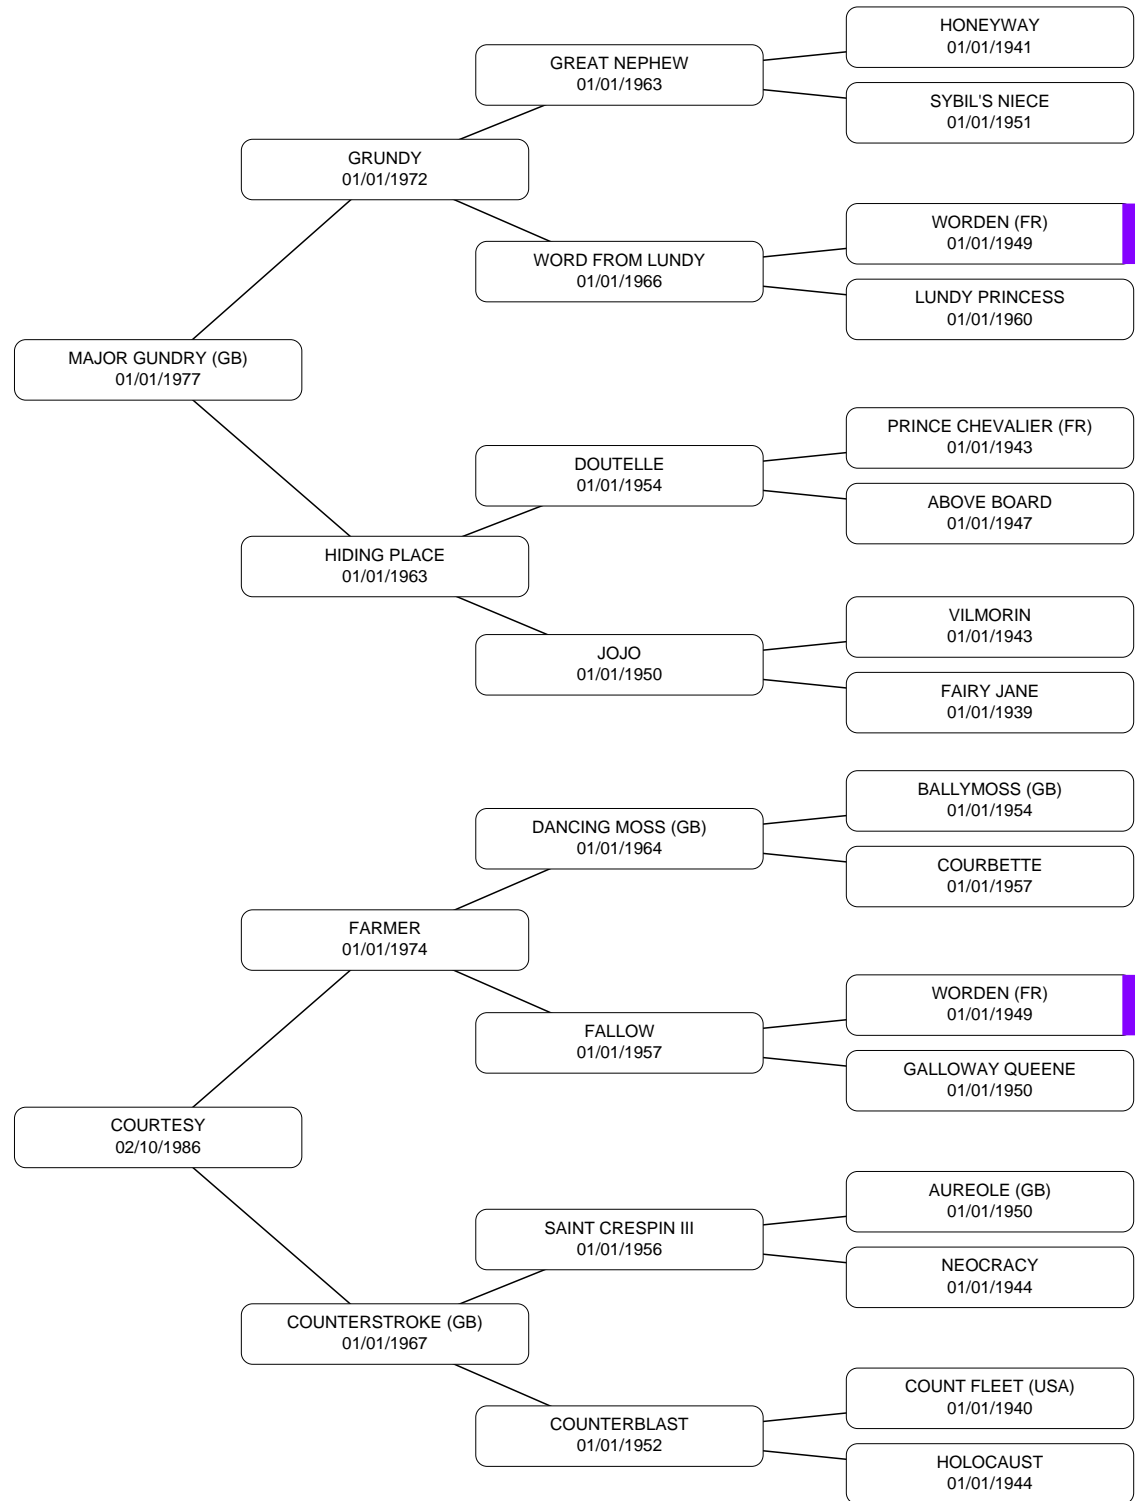 HONEYWAY
01/01/1941
GREAT NEPHEW
01/01/1963
SYBIL'S NIECE
01/01/1951
GRUNDY
01/01/1972
WORDEN (FR)
01/01/1949
WORD FROM LUNDY
01/01/1966
LUNDY PRINCESS
01/01/1960
MAJOR GUNDRY (GB)
01/01/1977
PRINCE CHEVALIER (FR)
01/01/1943
DOUTELLE
01/01/1954
ABOVE BOARD
01/01/1947
HIDING PLACE
01/01/1963
VILMORIN
01/01/1943
JOJO
01/01/1950
FAIRY JANE
01/01/1939
BALLYMOSS (GB)
01/01/1954
DANCING MOSS (GB)
01/01/1964
COURBETTE
01/01/1957
FARMER
01/01/1974
WORDEN (FR)
01/01/1949
FALLOW
01/01/1957
GALLOWAY QUEENE
01/01/1950
COURTESY
02/10/1986
AUREOLE (GB)
01/01/1950
SAINT CRESPIN III
01/01/1956
NEOCRACY
01/01/1944
COUNTERSTROKE (GB)
01/01/1967
COUNT FLEET (USA)
01/01/1940
COUNTERBLAST
01/01/1952
HOLOCAUST
01/01/1944